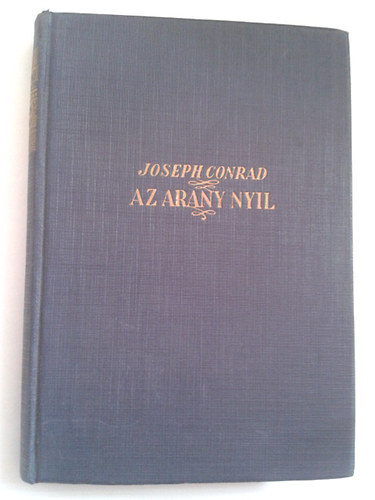 JOSEPH CONRAD
AZ ARANY NYIL